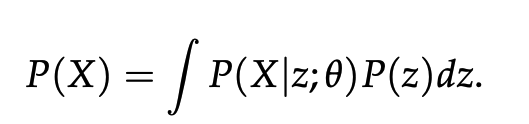 P(X) = ∫ P(X|z; θ)P(z)dz.